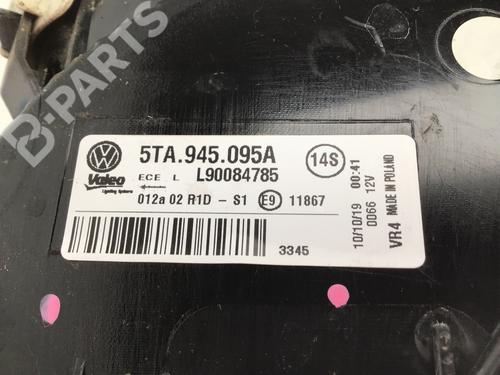 B-PARTS
VW
5TA.945.095A
14S
Valeo
Lighting Systems
ECE L L90084785
012a 02 R1D - S1 E9 11867
3345
10/10/19 00:41
0066 12V
VR4 MADE IN POLAND